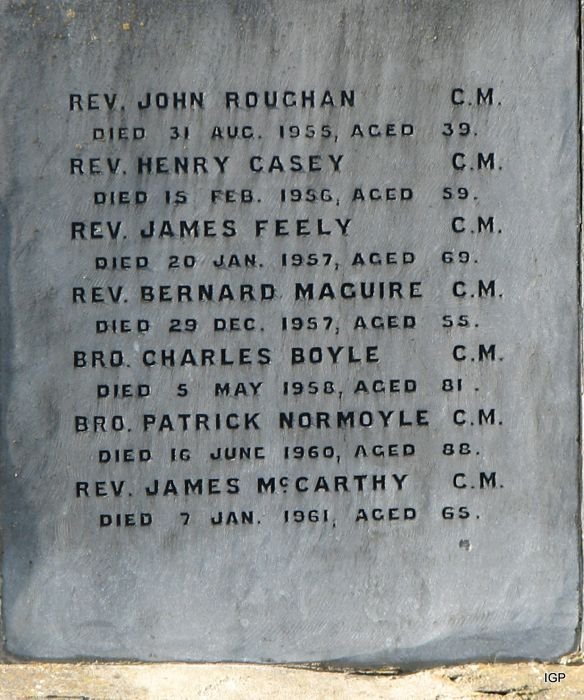 REV. JOHN ROUGHAN C.M.
DIED 31 AUG. 1955, AGED 39.
REV. HENRY CASEY C.M.
DIED 15 FEB. 1956, AGED 59.
REV. JAMES FEELY C.M.
DIED 20 JAN. 1957, AGED 69.
REV. BERNARD MAGUIRE C.M.
DIED 29 DEC. 1957, AGED 55.
BRO. CHARLES BOYLE C.M.
DIED 5 MAY 1958, AGED 81.
BRO. PATRICK NORMOYLE C.M.
DIED 16 JUNE 1960, AGED 88.
REV. JAMES McCARTHY C.M.
DIED 7 JAN. 1961, AGED 65.
IGP